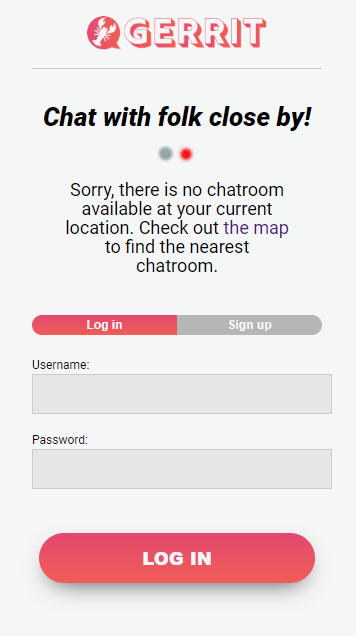 GERRIT
Chat with folk close by!
Sorry, there is no chatroom
available at your current
location. Check out the map
to find the nearest
chatroom.
Log in
Sign up
Username:
Password:
LOG IN